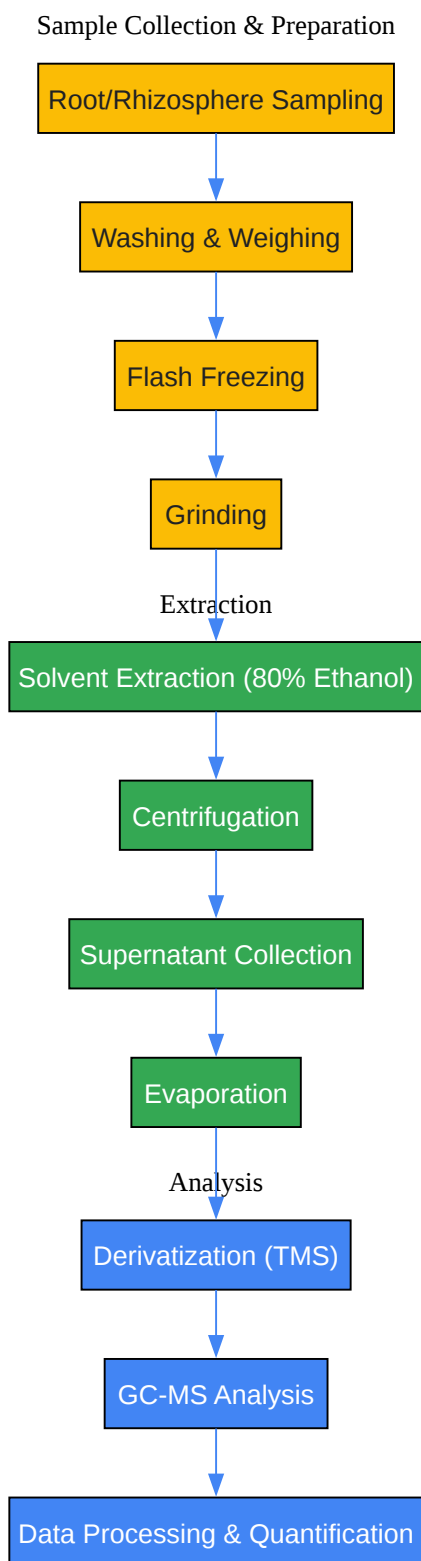 Sample Collection & Preparation
Root/Rhizosphere Sampling
Washing & Weighing
Flash Freezing
Grinding
Extraction
Solvent Extraction (80% Ethanol)
Centrifugation
Supernatant Collection
Evaporation
Analysis
Derivatization (TMS)
GC-MS Analysis
Data Processing & Quantification